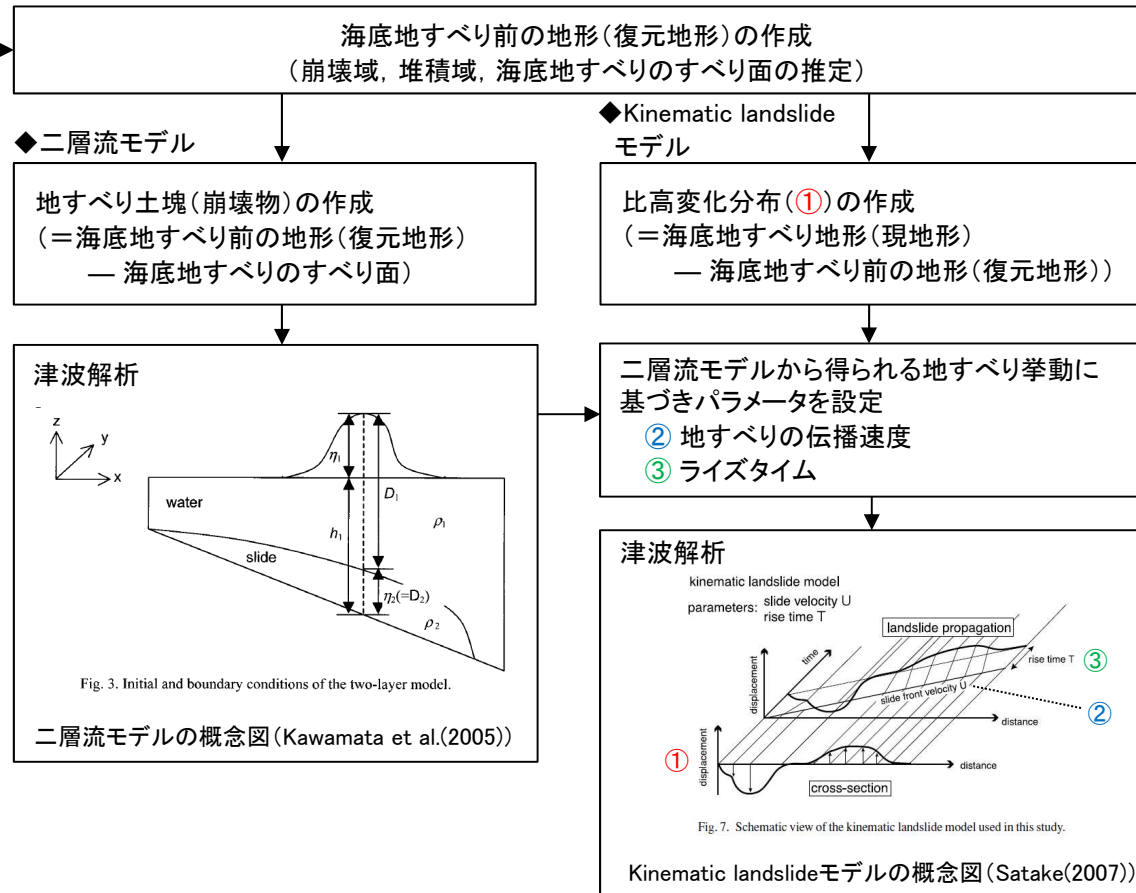 海底地すべり前の地形(復元地形)の作成
(崩壊域，堆積域，海底地すべりのすべり面の推定)
◆二層流モデル
地すべり土塊(崩壊物)の作成
(＝海底地すべり前の地形(復元地形)
― 海底地すべりのすべり面)
津波解析
z
y
x
water
slide
η1
D1
h1
ρ1
η2(=D2)
ρ2
Fig. 3. Initial and boundary conditions of the two-layer model.
二層流モデルの概念図(Kawamata et al.(2005))
◆Kinematic landslide
モデル
比高変化分布(①)の作成
(＝海底地すべり地形(現地形)
― 海底地すべり前の地形(復元地形))
二層流モデルから得られる地すべり挙動に
基づきパラメータを設定
② 地すべりの伝播速度
③ ライズタイム
津波解析
kinematic landslide model
parameters: slide velocity U
rise time T
landslide propagation
time
displacement
rise time T
③
slide front velocity U
②
distance
①
displacement
distance
cross-section
Fig. 7. Schematic view of the kinematic landslide model used in this study.
Kinematic landslideモデルの概念図(Satake(2007))